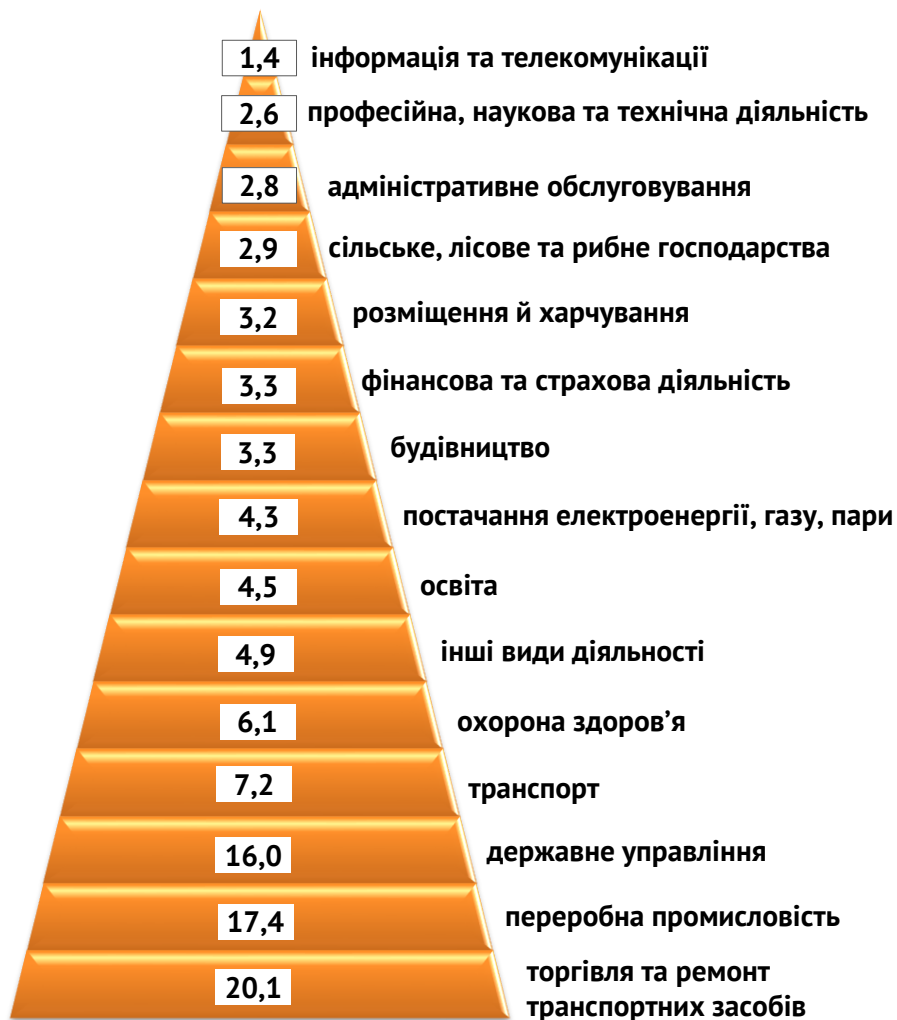 1,4 інформація та телекомунікації
2,6 професійна, наукова та технічна діяльність
2,8 адміністративне обслуговування
2,9 сільське, лісове та рибне господарства
3,2 розміщення й харчування
3,3 фінансова та страхова діяльність
3,3 будівництво
4,3 постачання електроенергії, газу, пари
4,5 освіта
4,9 інші види діяльності
6,1 охорона здоров’я
7,2 транспорт
16,0 державне управління
17,4 переробна промисловість
20,1 торгівля та ремонт
транспортних засобів